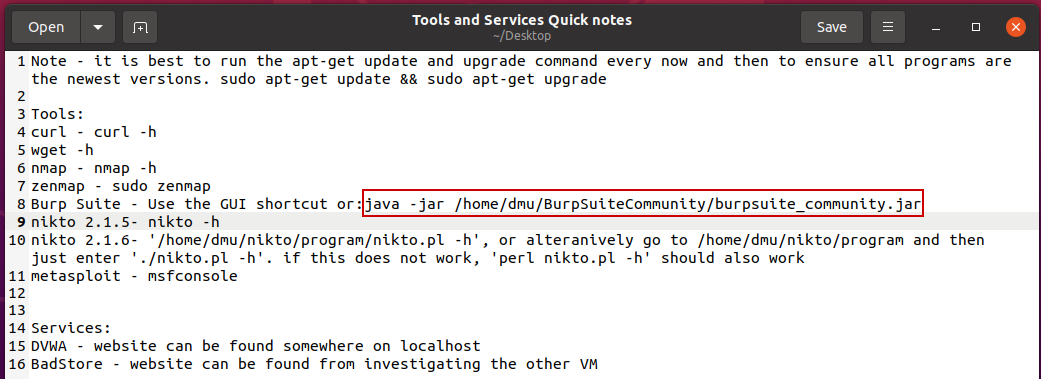 Open
Tools and Services Quick notes
~/Desktop
Save
1 Note - it is best to run the apt-get update and upgrade command every now and then to ensure all programs are
the newest versions. sudo apt-get update && sudo apt-get upgrade
2
3 Tools:
4 curl - curl -h
5 wget -h
6 nmap - nmap -h
7 zenmap - sudo zenmap
8 Burp Suite - Use the GUI shortcut or:java -jar /home/dmu/BurpSuiteCommunity/burpsuite_community.jar
9 nikto 2.1.5- nikto -h
10 nikto 2.1.6- '/home/dmu/nikto/program/nikto.pl -h', or alteranively go to /home/dmu/nikto/program and then
just enter './nikto.pl -h'. if this does not work, 'perl nikto.pl -h' should also work
11 metasploit - msfconsole
12
13
14 Services:
15 DVWA - website can be found somewhere on localhost
16 BadStore - website can be found from investigating the other VM